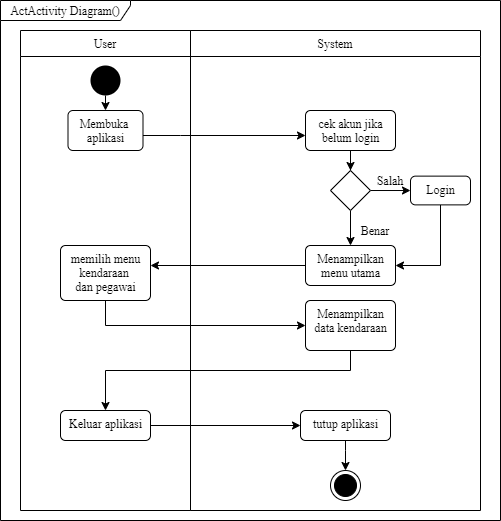 ActActivity Diagram()
User
System
Membuka
aplikasi
cek akun jika
belum login
Salah
Login
Benar
memilih menu
kendaraan
dan pegawai
Menampilkan
menu utama
Menampilkan
data kendaraan
Keluar aplikasi
tutup aplikasi